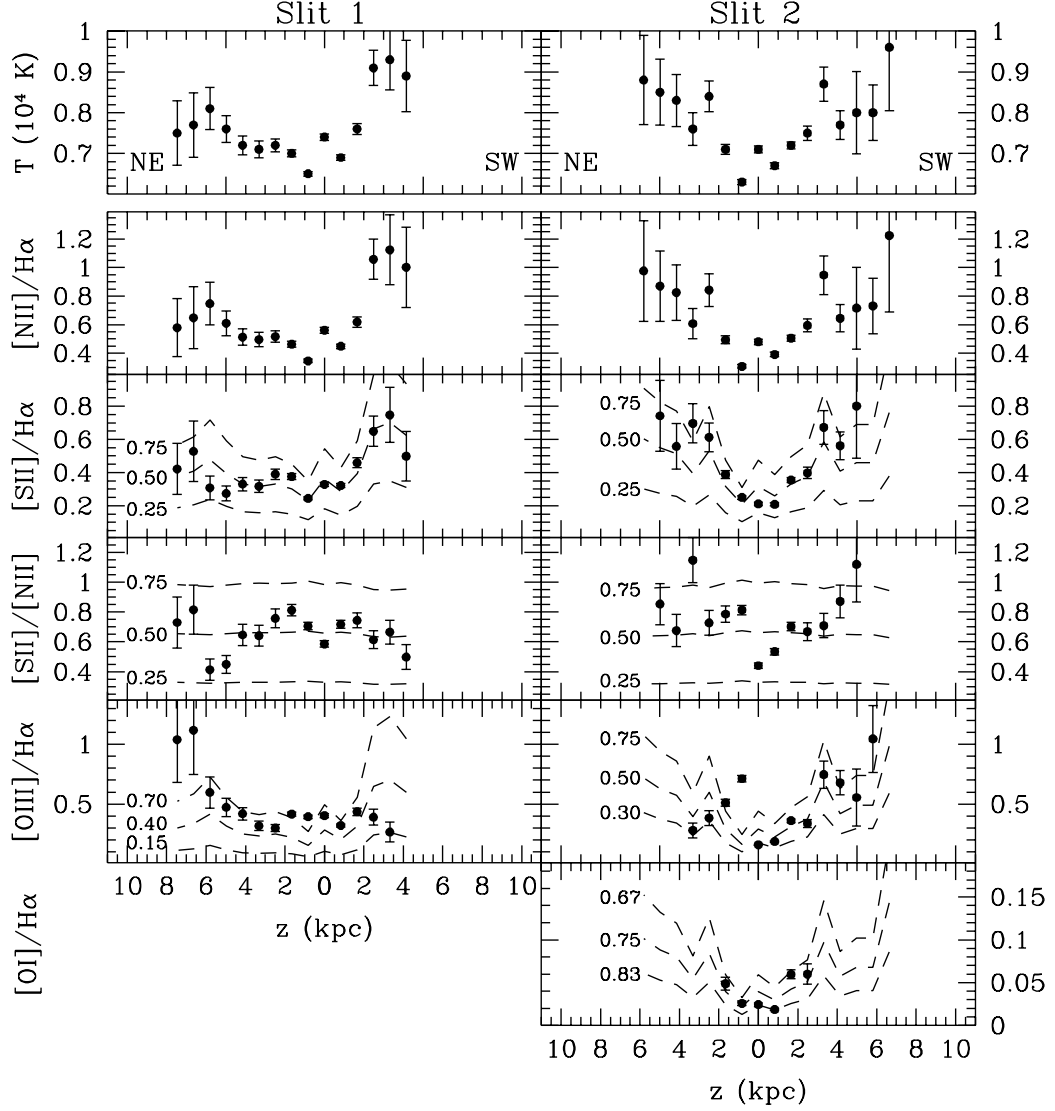 Slit 1 Slit 2
T (10⁴ K)
1 0.9 0.8 0.7
NE SW
NE SW
1 0.9 0.8 0.7
[NII]/Hα
1.2 1 0.8 0.6 0.4
1.2 1 0.8 0.6 0.4
[SII]/Hα
0.8 0.6 0.4 0.2
0.75 0.50 0.25
0.75 0.50 0.25
0.8 0.6 0.4 0.2
[SII]/[NII]
1.2 1 0.8 0.6 0.4
0.75 0.50 0.25
0.75 0.50 0.25
1.2 1 0.8 0.6 0.4
[OIII]/Hα
1 0.5
0.70 0.40 0.15
0.75 0.50 0.30
1 0.5
10 8 6 4 2 0 2 4 6 8 10
z (kpc)
[OI]/Hα
0.67 0.75 0.83
0.15 0.1 0.05 0
10 8 6 4 2 0 2 4 6 8 10
z (kpc)